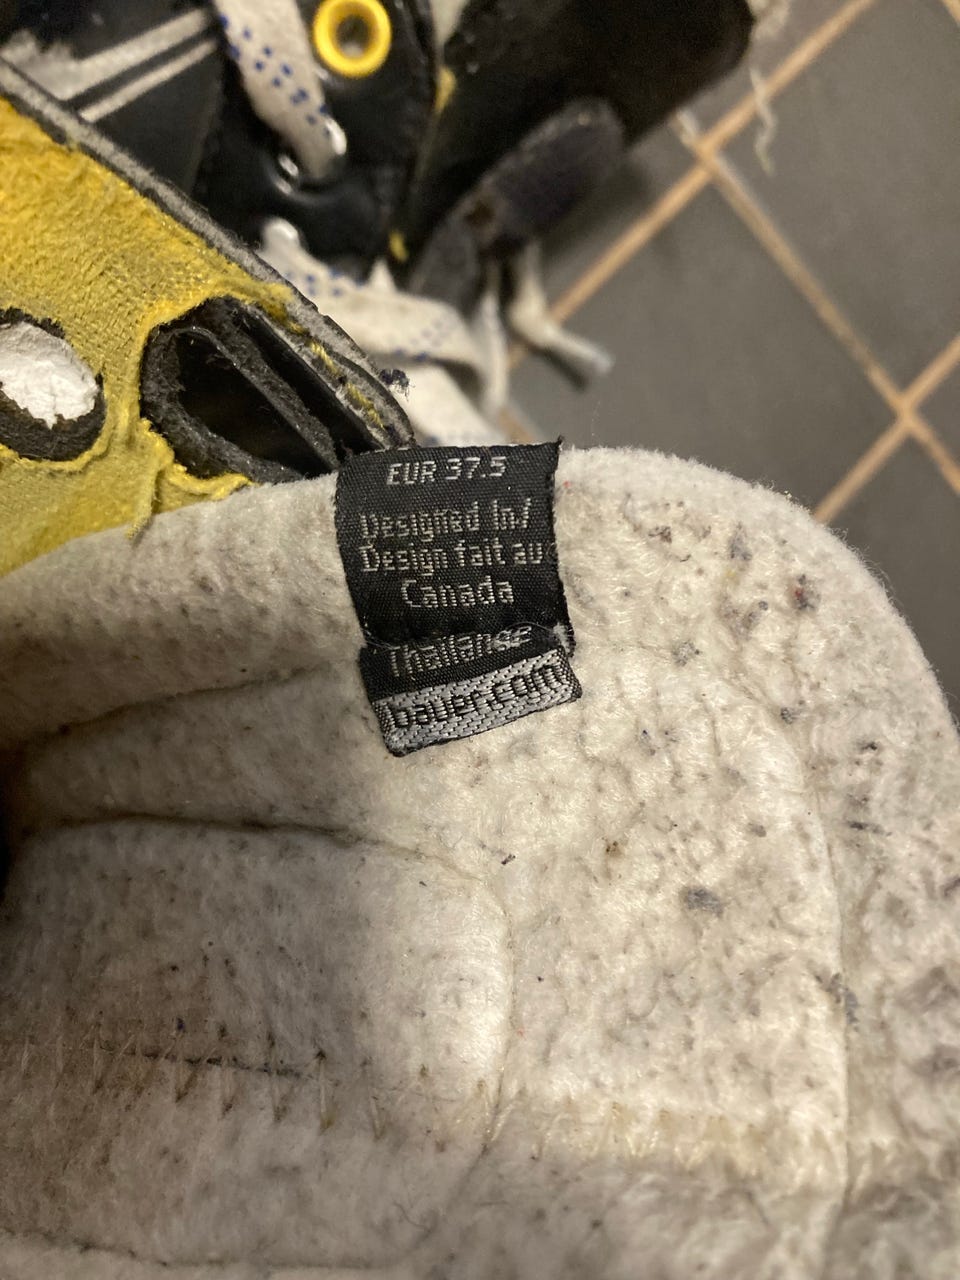 EUR 37.5
Designed In/
Design fait au
Canada
Thailande
bauer.com